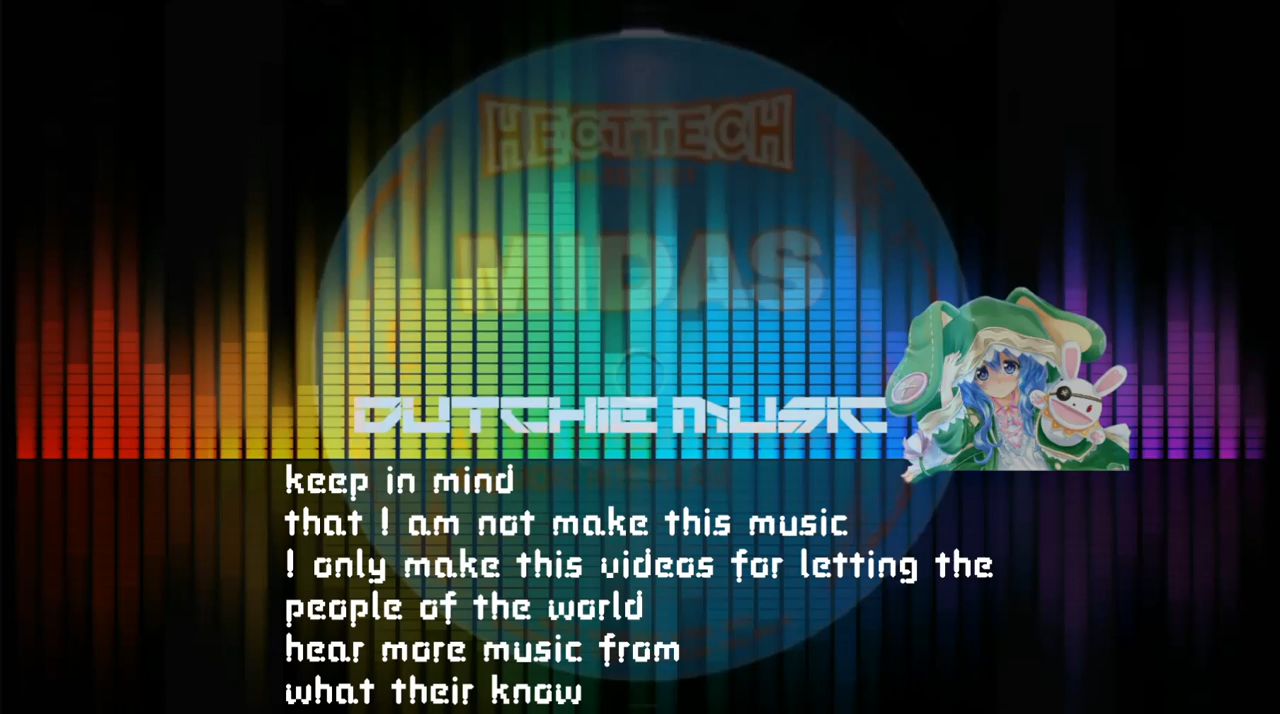 HECTTECH
MIDAS
DUTCHIE MUSIC
keep in mind
that I am not make this music
I only make this videos for letting the
people of the world
hear more music from
what their know